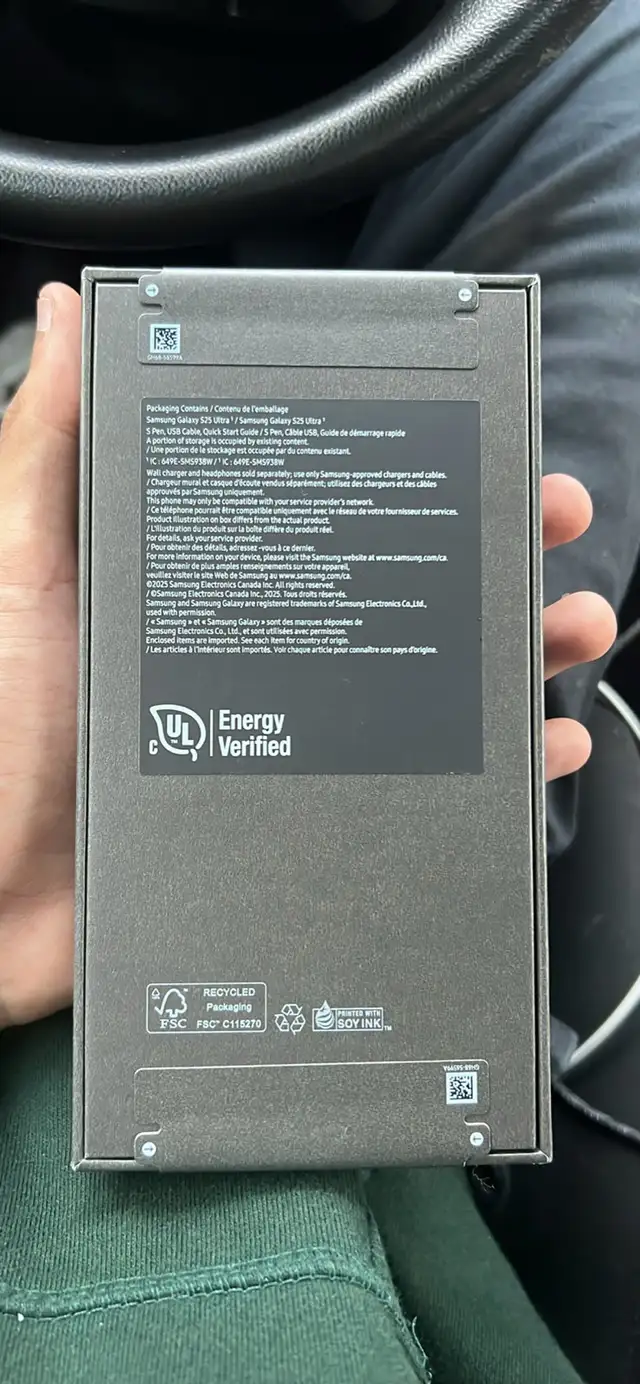 GH68-56599A
Packaging Contains / Contenu de l'emballage
Samsung Galaxy S25 Ultra ¹ / Samsung Galaxy S25 Ultra ¹
S Pen, USB Cable, Quick Start Guide / S Pen, Câble USB, Guide de démarrage rapide
A portion of storage is occupied by existing content.
/ Une portion de le stockage est occupée par du contenu existant.
¹ IC : 649E-SMS938W / ¹ IC : 649E-SMS938W
Wall charger and headphones sold separately; use only Samsung-approved chargers and cables.
/ Chargeur mural et casque d'écoute vendus séparément; utilisez des chargeurs et des câbles
approuvés par Samsung uniquement.
This phone may only be compatible with your service provider's network.
/ Ce téléphone pourrait être compatible uniquement avec le réseau de votre fournisseur de services.
Product illustration on box differs from the actual product.
/ L'illustration du produit sur la boîte diffère du produit réel.
For details, ask your service provider.
/ Pour obtenir des détails, adressez-vous à ce dernier.
For more information on your device, please visit the Samsung website at www.samsung.com/ca.
/ Pour obtenir de plus amples renseignements sur votre appareil,
veuillez visiter le site Web de Samsung au www.samsung.com/ca.
©2025 Samsung Electronics Canada Inc. All rights reserved.
/ ©Samsung Electronics Canada Inc., 2025. Tous droits réservés.
Samsung and Samsung Galaxy are registered trademarks of Samsung Electronics Co., Ltd.,
used with permission.
/ « Samsung » et « Samsung Galaxy » sont des marques déposées de
Samsung Electronics Co., Ltd., et sont utilisées avec permission.
Enclosed items are imported. See each item for country of origin.
/ Les articles à l'intérieur sont importés. Voir chaque article pour connaître son pays d'origine.
C UL ™ Energy
Verified
FSC
RECYCLED
Packaging
FSC™ C115270
PRINTED WITH
SOY INK™
GH68-56599A